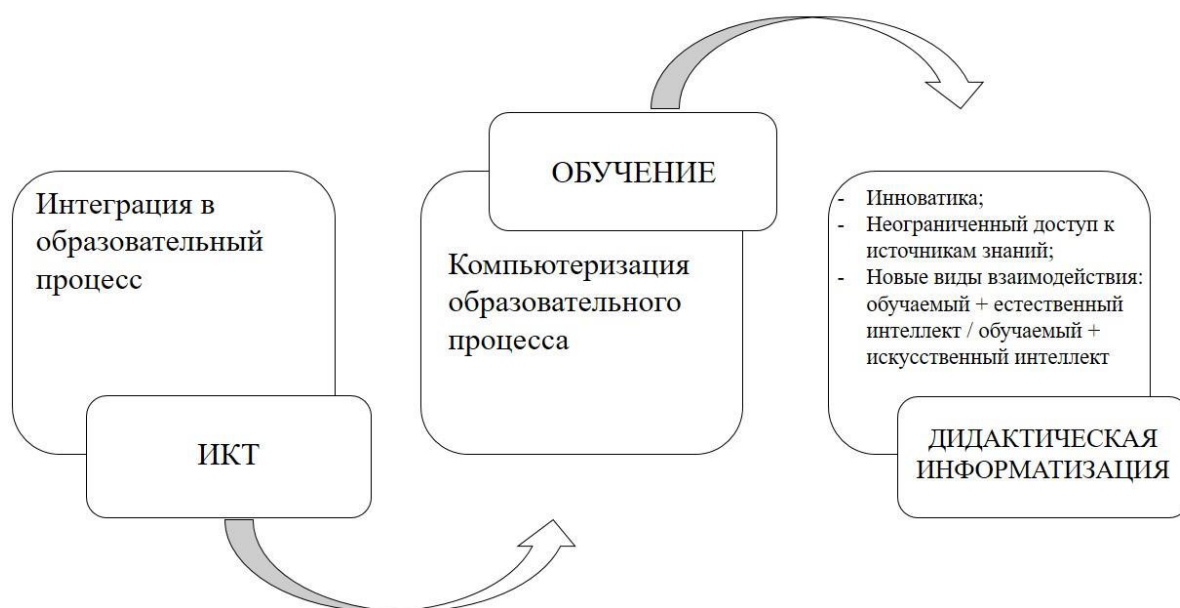 Интеграция в
образовательный
процесс
ИКТ
ОБУЧЕНИЕ
Компьютеризация
образовательного
процесса
- Инноватика;
- Неограниченный доступ к
источникам знаний;
- Новые виды взаимодействия:
обучаемый + естественный
интеллект / обучаемый +
искусственный интеллект
ДИДАКТИЧЕСКАЯ
ИНФОРМАТИЗАЦИЯ